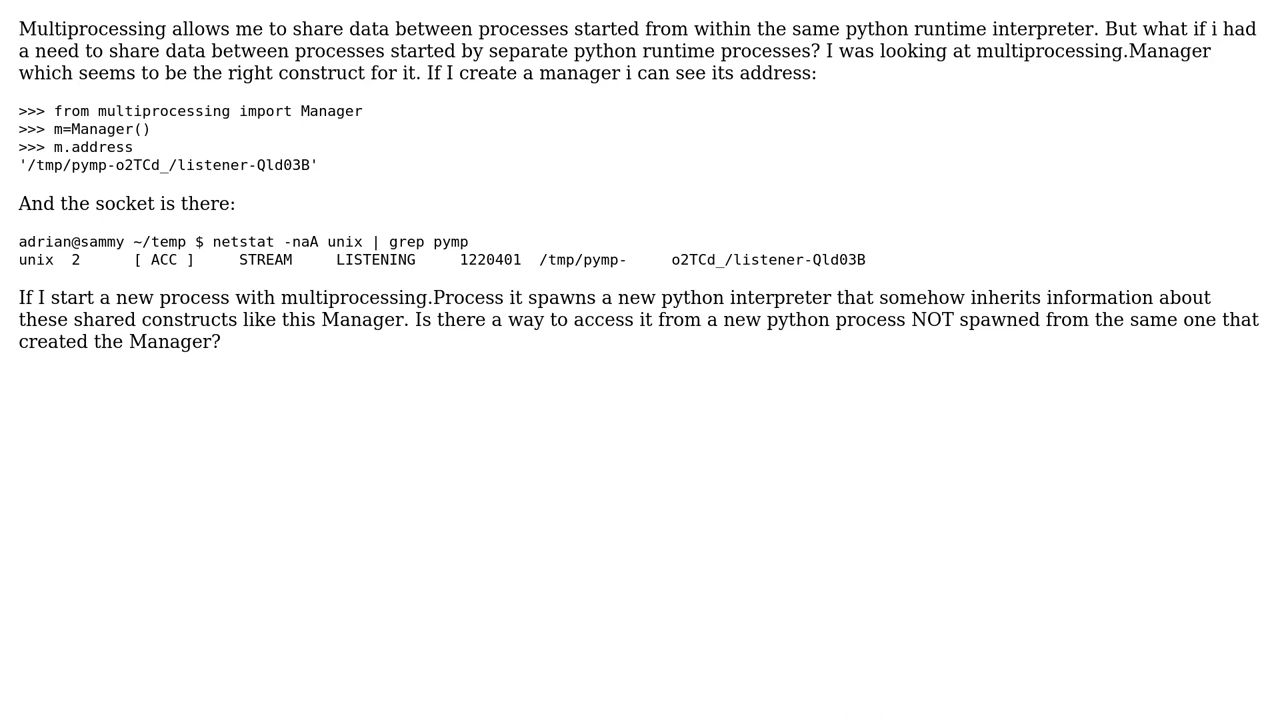 Multiprocessing allows me to share data between processes started from within the same python runtime interpreter. But what if i had
a need to share data between processes started by separate python runtime processes? I was looking at multiprocessing.Manager
which seems to be the right construct for it. If I create a manager i can see its address:
>>> from multiprocessing import Manager
>>> m=Manager()
>>> m.address
'/tmp/pymp-o2TCd_/listener-Qld03B'
And the socket is there:
adrian@sammy ~/temp $ netstat -naA unix | grep pymp
unix  2      [ ACC ]     STREAM     LISTENING     1220401  /tmp/pymp-     o2TCd_/listener-Qld03B
If I start a new process with multiprocessing.Process it spawns a new python interpreter that somehow inherits information about
these shared constructs like this Manager. Is there a way to access it from a new python process NOT spawned from the same one that
created the Manager?